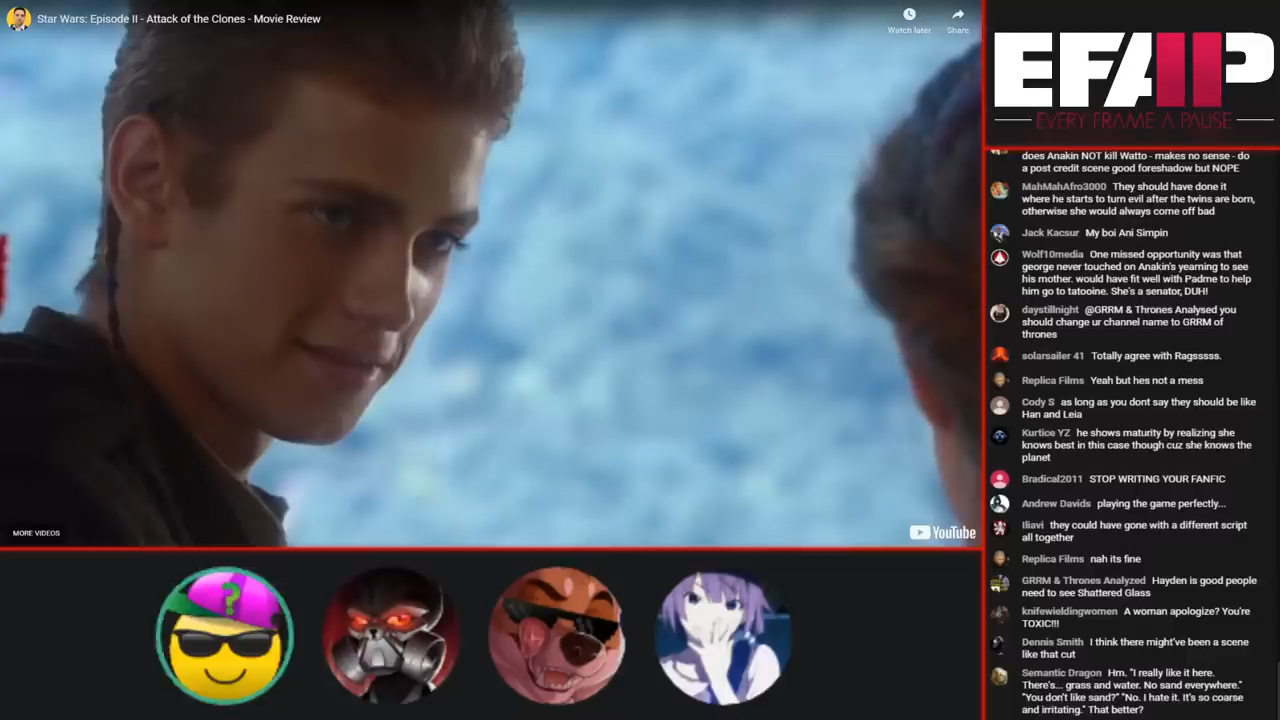 Star Wars: Episode II - Attack of the Clones - Movie Review
Watch later
Share
MORE VIDEOS
YouTube
?
EFAP
EVERY FRAME A PAUSE
does Anakin NOT kill Watto - makes no sense - do
a post credit scene good foreshadow but NOPE
MahMahAfro3000 They should have done it
where he starts to turn evil after the twins are born,
otherwise she would always come off bad
Jack Kacsur My boi Ani Simpin
Wolf10media One missed opportunity was that
george never touched on Anakin's yearning to see
his mother. would have fit well with Padme to help
him go to tatooine. She's a senator, DUH!
daystillnight @GRRM & Thrones Analysed you
should change ur channel name to GRRM of
thrones
solarsailer 41 Totally agree with Ragsssss.
Replica Films Yeah but hes not a mess
Cody S as long as you dont say they should be like
Han and Leia
Kurtice YZ he shows maturity by realizing she
knows best in this case though cuz she knows the
planet
Bradical2011 STOP WRITING YOUR FANFIC
Andrew Davids playing the game perfectly...
Iliavi they could have gone with a different script
all together
Replica Films nah its fine
GRRM & Thrones Analyzed Hayden is good people
need to see Shattered Glass
knifewieldingwomen A woman apologize? You're
TOXIC!!!
Dennis Smith I think there might've been a scene
like that cut
Semantic Dragon Hm. "I really like it here.
There's... grass and water. No sand everywhere."
"You don't like sand?" "No. I hate it. It's so coarse
and irritating." That better?